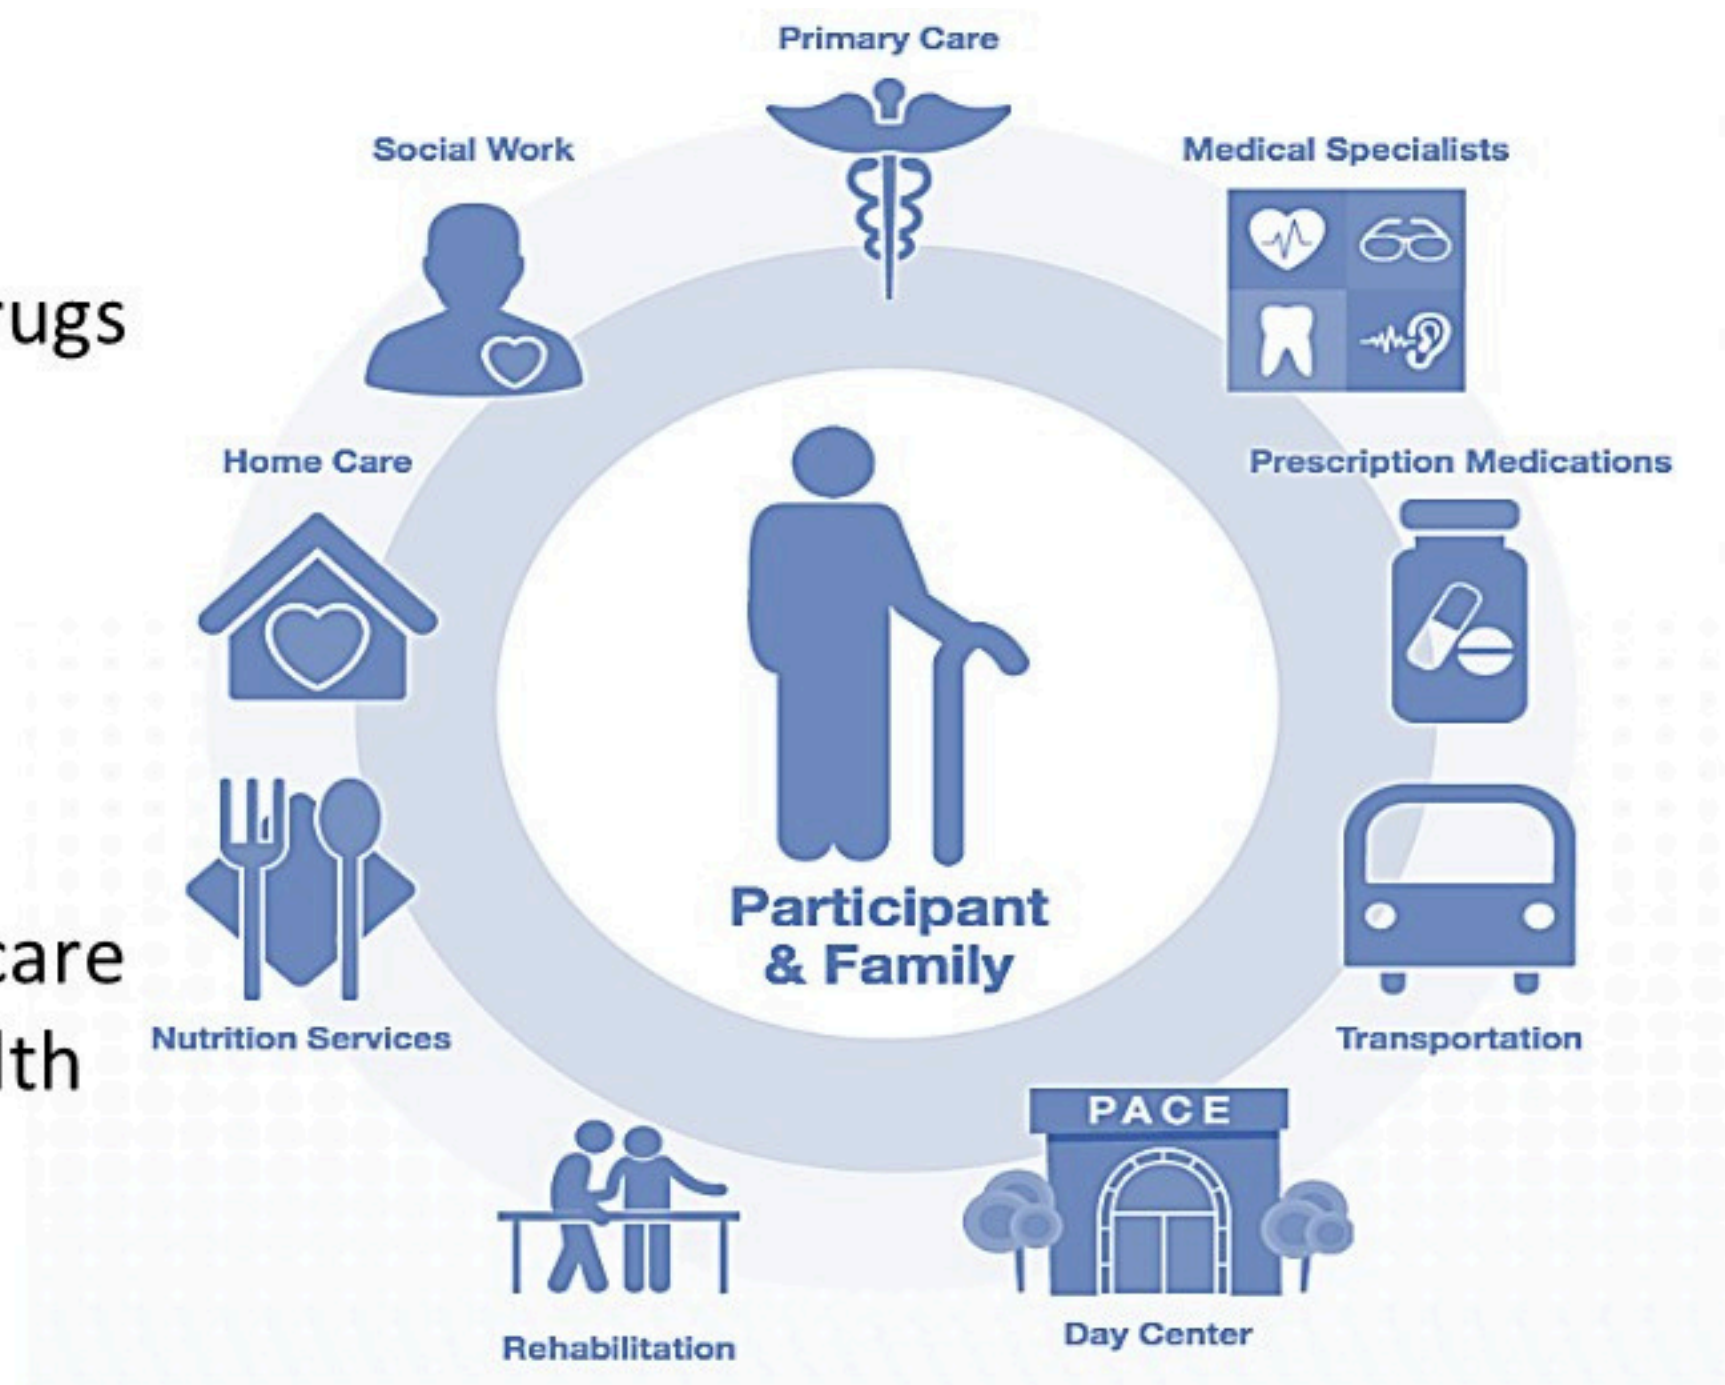 Primary Care
Social Work
Medical Specialists
rugs
Home Care
Prescription Medications
Participant
& Family
care
lth
Nutrition Services
Transportation
PACE
Day Center
Rehabilitation